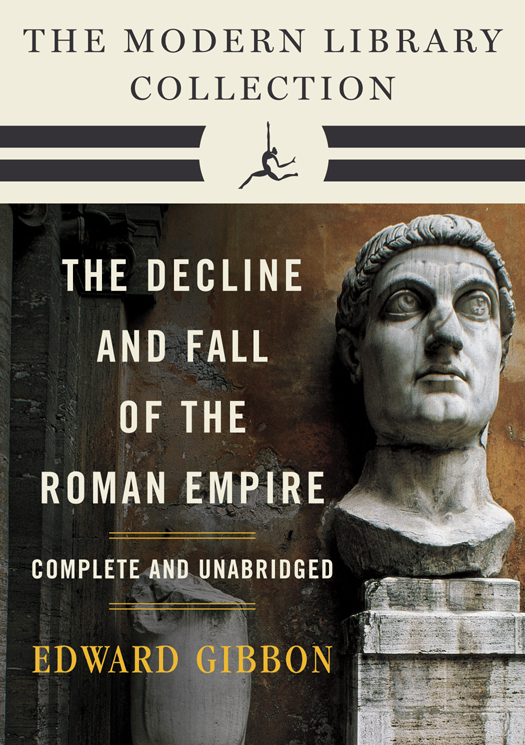 THE MODERN LIBRARY
COLLECTION
THE DECLINE
AND FALL
OF THE
ROMAN EMPIRE
COMPLETE AND UNABRIDGED
EDWARD GIBBON